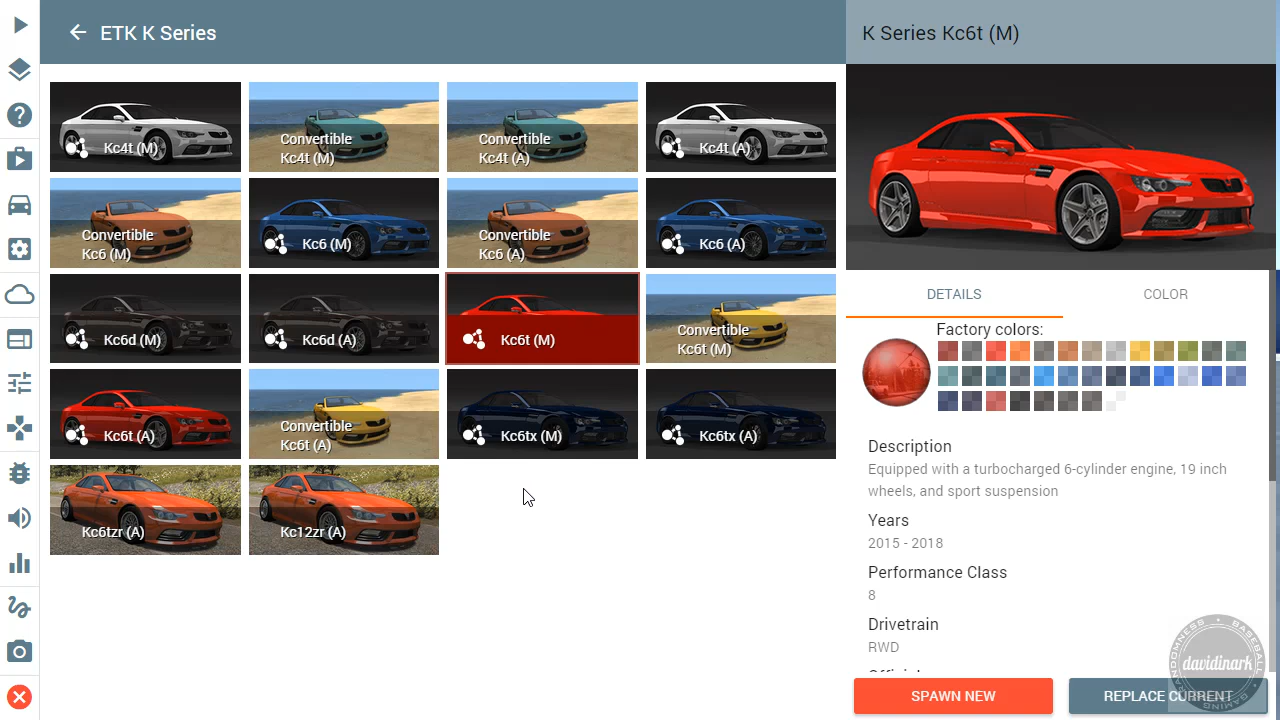 ETK K Series
K Series Kc6t (M)
Kc4t (M)
Convertible
Kc4t (M)
Convertible
Kc4t (A)
Kc4t (A)
Convertible
Kc6 (M)
Kc6 (M)
Convertible
Kc6 (A)
Kc6 (A)
Kc6d (M)
Kc6d (A)
Kc6t (M)
Convertible
Kc6t (M)
Kc6t (A)
Convertible
Kc6t (A)
Kc6tx (M)
Kc6tx (A)
Kc6tzr (A)
Kc12zr (A)
DETAILS
COLOR
Factory colors:
Description
Equipped with a turbocharged 6-cylinder engine, 19 inch
wheels, and sport suspension
Years
2015 - 2018
Performance Class
8
Drivetrain
RWD
SPAWN NEW
REPLACE CURRENT
RANDOMNESS • BASEBALL
davidinark
GAMING